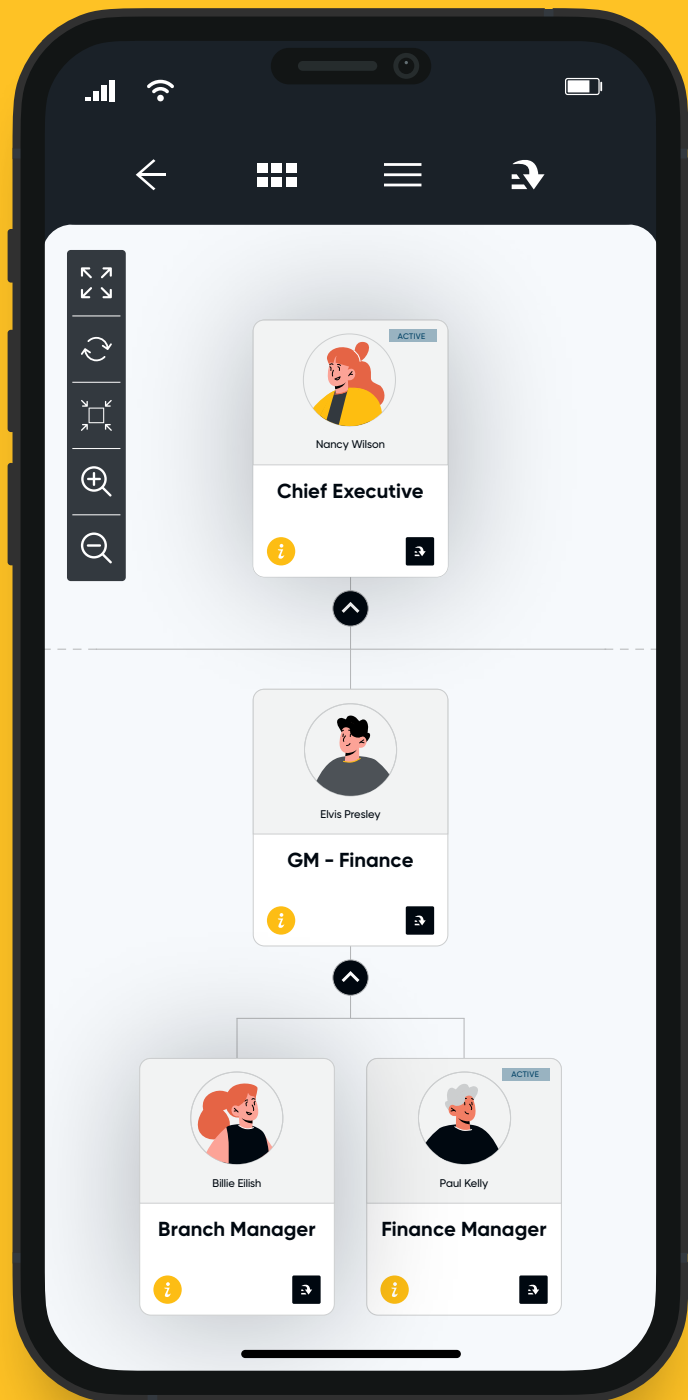 ACTIVE
Nancy Wilson
Chief Executive
Elvis Presley
GM - Finance
Billie Eilish
Branch Manager
ACTIVE
Paul Kelly
Finance Manager